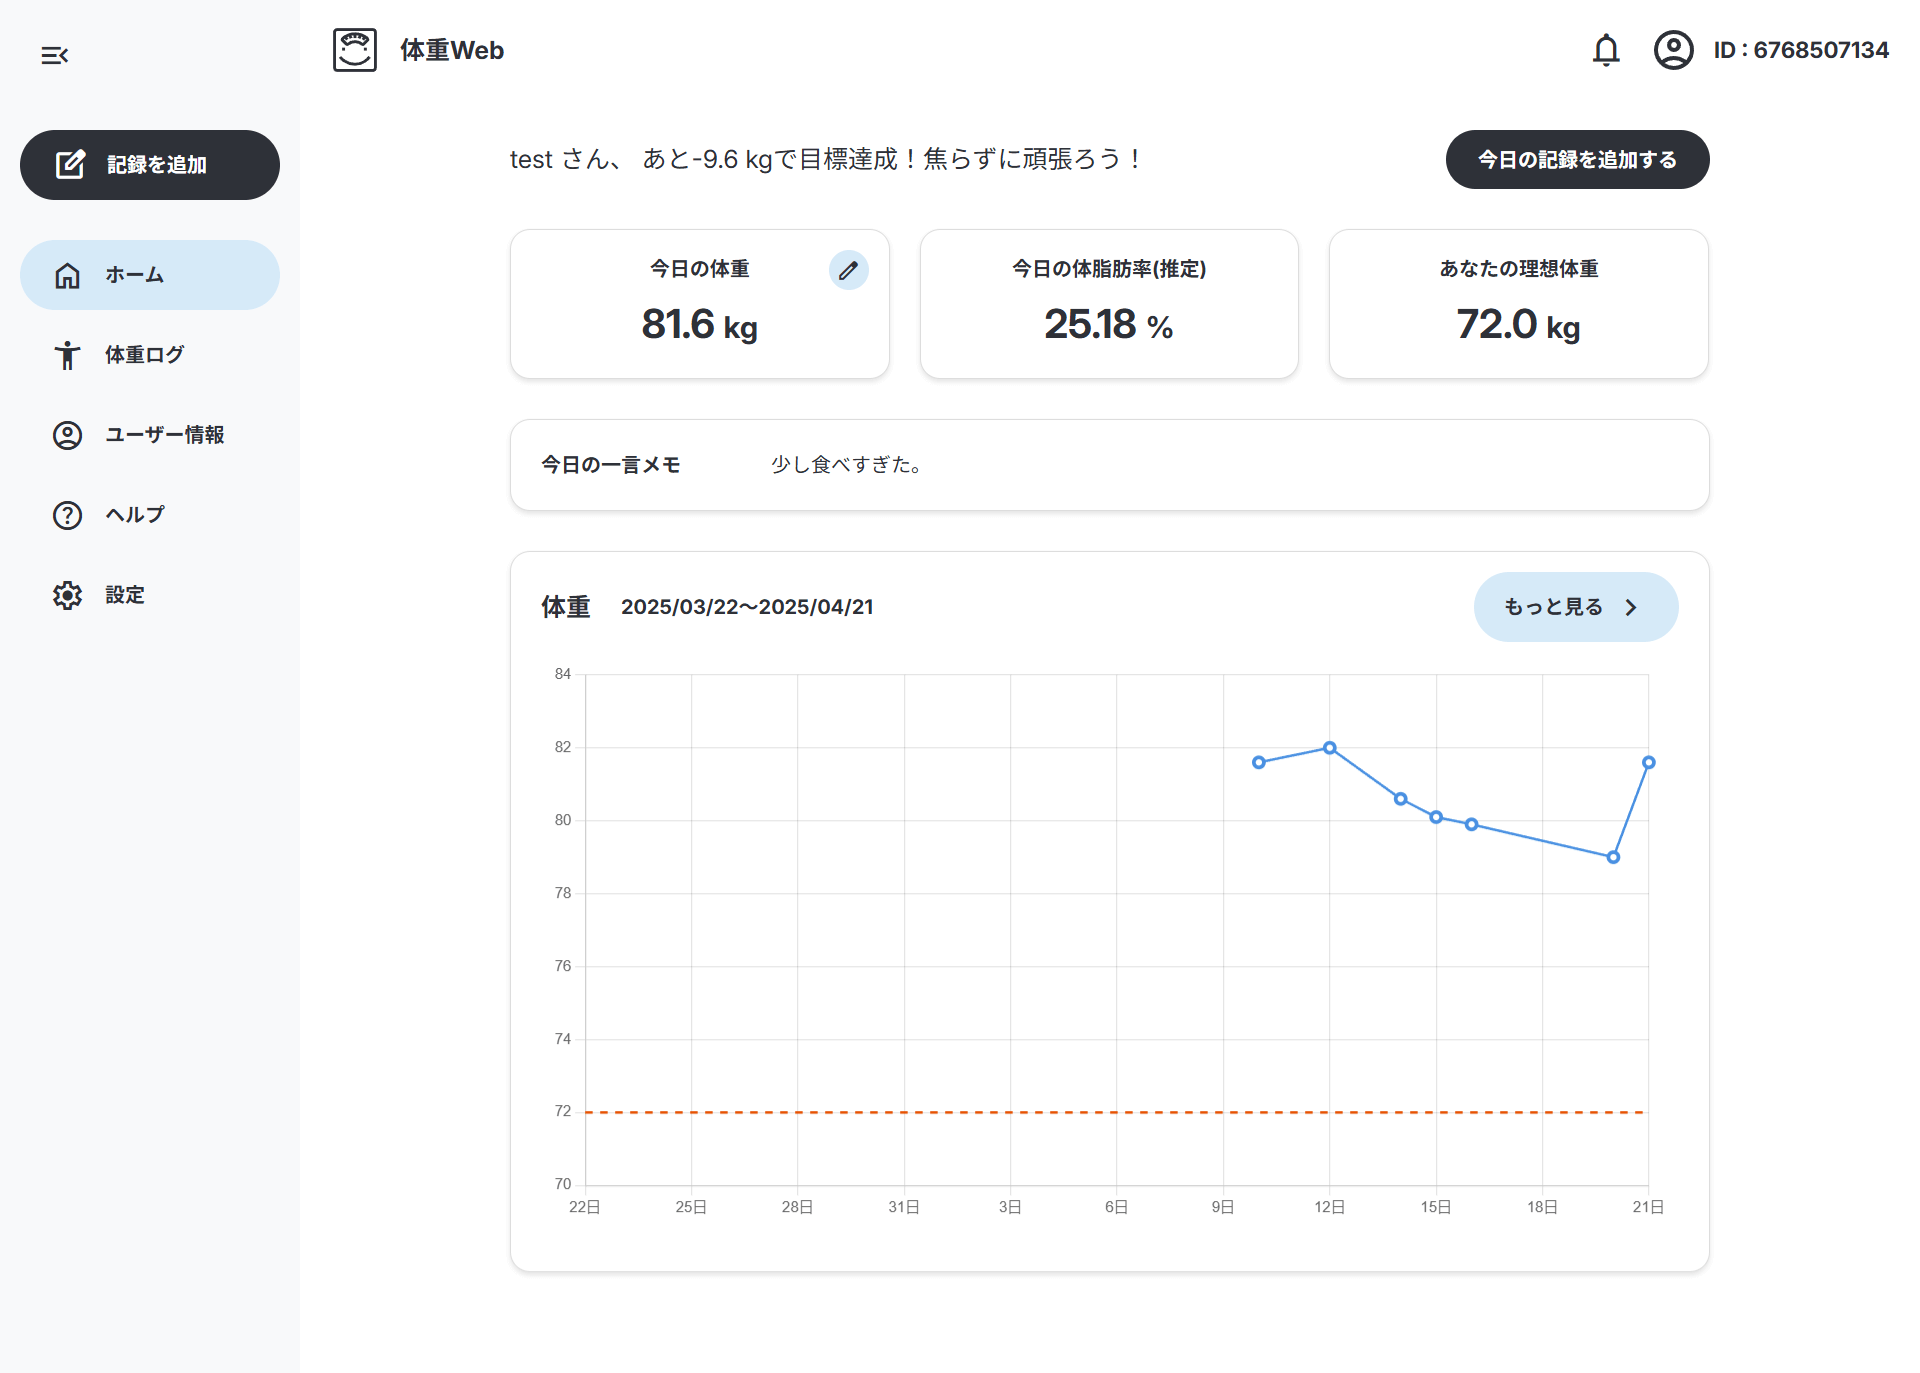 体重Web
ID : 6768507134
記録を追加
ホーム
体重ログ
ユーザー情報
ヘルプ
設定
test さん、 あと-9.6 kgで目標達成！焦らずに頑張ろう！
今日の記録を追加する
今日の体重
81.6 kg
今日の体脂肪率(推定)
25.18 %
あなたの理想体重
72.0 kg
今日の一言メモ 少し食べすぎた。
体重 2025/03/22～2025/04/21
もっと見る
84
82
80
78
76
74
72
70
22日 25日 28日 31日 3日 6日 9日 12日 15日 18日 21日